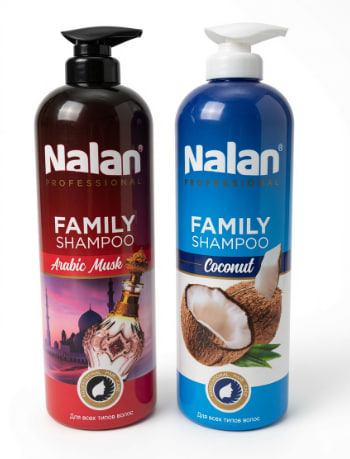 Nalan®
PROFESSIONAL
FAMILY
SHAMPOO
Arabic Musk
Для всех типов волос
Nalan®
PROFESSIONAL
FAMILY
SHAMPOO
Coconut
Для всех типов волос